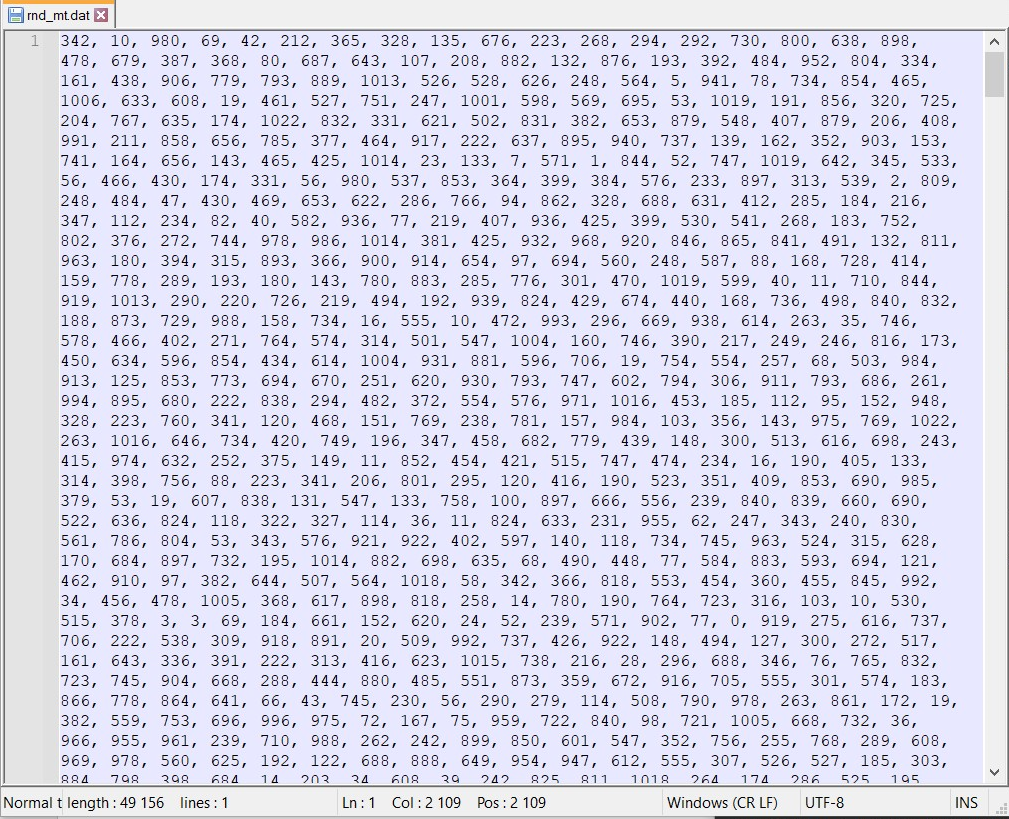 rnd_mt.dat
1
342, 10, 980, 69, 42, 212, 365, 328, 135, 676, 223, 268, 294, 292, 730, 800, 638, 898,
478, 679, 387, 368, 80, 687, 643, 107, 208, 882, 132, 876, 193, 392, 484, 952, 804, 334,
161, 438, 906, 779, 793, 889, 1013, 526, 528, 626, 248, 564, 5, 941, 78, 734, 854, 465,
1006, 633, 608, 19, 461, 527, 751, 247, 1001, 598, 569, 695, 53, 1019, 191, 856, 320, 725,
204, 767, 635, 174, 1022, 832, 331, 621, 502, 831, 382, 653, 879, 548, 407, 879, 206, 408,
991, 211, 858, 656, 785, 377, 464, 917, 222, 637, 895, 940, 737, 139, 162, 352, 903, 153,
741, 164, 656, 143, 465, 425, 1014, 23, 133, 7, 571, 1, 844, 52, 747, 1019, 642, 345, 533,
56, 466, 430, 174, 331, 56, 980, 537, 853, 364, 399, 384, 576, 233, 897, 313, 539, 2, 809,
248, 484, 47, 430, 469, 653, 622, 286, 766, 94, 862, 328, 688, 631, 412, 285, 184, 216,
347, 112, 234, 82, 40, 582, 936, 77, 219, 407, 936, 425, 399, 530, 541, 268, 183, 752,
802, 376, 272, 744, 978, 986, 1014, 381, 425, 932, 968, 920, 846, 865, 841, 491, 132, 811,
963, 180, 394, 315, 893, 366, 900, 914, 654, 97, 694, 560, 248, 587, 88, 168, 728, 414,
159, 778, 289, 193, 180, 143, 780, 883, 285, 776, 301, 470, 1019, 599, 40, 11, 710, 844,
919, 1013, 290, 220, 726, 219, 494, 192, 939, 824, 429, 674, 440, 168, 736, 498, 840, 832,
188, 873, 729, 988, 158, 734, 16, 555, 10, 472, 993, 296, 669, 938, 614, 263, 35, 746,
578, 466, 402, 271, 764, 574, 314, 501, 547, 1004, 160, 746, 390, 217, 249, 246, 816, 173,
450, 634, 596, 854, 434, 614, 1004, 931, 881, 596, 706, 19, 754, 554, 257, 68, 503, 984,
913, 125, 853, 773, 694, 670, 251, 620, 930, 793, 747, 602, 794, 306, 911, 793, 686, 261,
994, 895, 680, 222, 838, 294, 482, 372, 554, 576, 971, 1016, 453, 185, 112, 95, 152, 948,
328, 223, 760, 341, 120, 468, 151, 769, 238, 781, 157, 984, 103, 356, 143, 975, 769, 1022,
263, 1016, 646, 734, 420, 749, 196, 347, 458, 682, 779, 439, 148, 300, 513, 616, 698, 243,
415, 974, 632, 252, 375, 149, 11, 852, 454, 421, 515, 747, 474, 234, 16, 190, 405, 133,
314, 398, 756, 88, 223, 341, 206, 801, 295, 120, 416, 190, 523, 351, 409, 853, 690, 985,
379, 53, 19, 607, 838, 131, 547, 133, 758, 100, 897, 666, 556, 239, 840, 839, 660, 690,
522, 636, 824, 118, 322, 327, 114, 36, 11, 824, 633, 231, 955, 62, 247, 343, 240, 830,
561, 786, 804, 53, 343, 576, 921, 922, 402, 597, 140, 118, 734, 745, 963, 524, 315, 628,
170, 684, 897, 732, 195, 1014, 882, 698, 635, 68, 490, 448, 77, 584, 883, 593, 694, 121,
462, 910, 97, 382, 644, 507, 564, 1018, 58, 342, 366, 818, 553, 454, 360, 455, 845, 992,
34, 456, 478, 1005, 368, 617, 898, 818, 258, 14, 780, 190, 764, 723, 316, 103, 10, 530,
515, 378, 3, 3, 69, 184, 661, 152, 620, 24, 52, 239, 571, 902, 77, 0, 919, 275, 616, 737,
706, 222, 538, 309, 918, 891, 20, 509, 992, 737, 426, 922, 148, 494, 127, 300, 272, 517,
161, 643, 336, 391, 222, 313, 416, 623, 1015, 738, 216, 28, 296, 688, 346, 76, 765, 832,
723, 745, 904, 668, 288, 444, 880, 485, 551, 873, 359, 672, 916, 705, 555, 301, 574, 183,
866, 778, 864, 641, 66, 43, 745, 230, 56, 290, 279, 114, 508, 790, 978, 263, 861, 172, 19,
382, 559, 753, 696, 996, 975, 72, 167, 75, 959, 722, 840, 98, 721, 1005, 668, 732, 36,
966, 955, 961, 239, 710, 988, 262, 242, 899, 850, 601, 547, 352, 756, 255, 768, 289, 608,
969, 978, 560, 625, 192, 122, 688, 888, 649, 954, 947, 612, 555, 307, 526, 527, 185, 303,
884, 798, 398, 684, 14, 203, 34, 608, 39, 242, 825, 811, 1018, 264, 174, 286, 525, 195,
Normal t length : 49 156 lines : 1 Ln : 1 Col : 2 109 Pos : 2 109 Windows (CR LF) UTF-8 INS